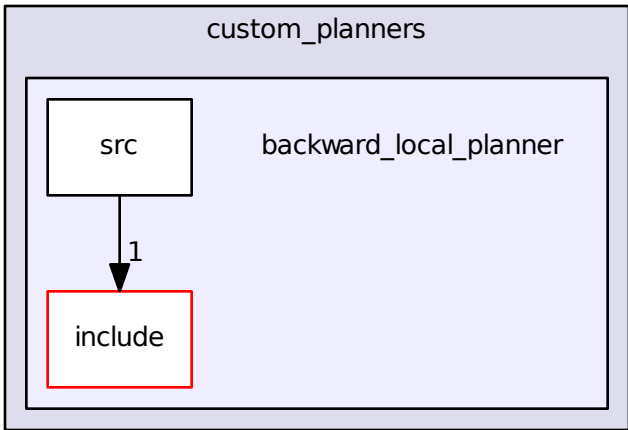 custom_planners
src
backward_local_planner
1
include